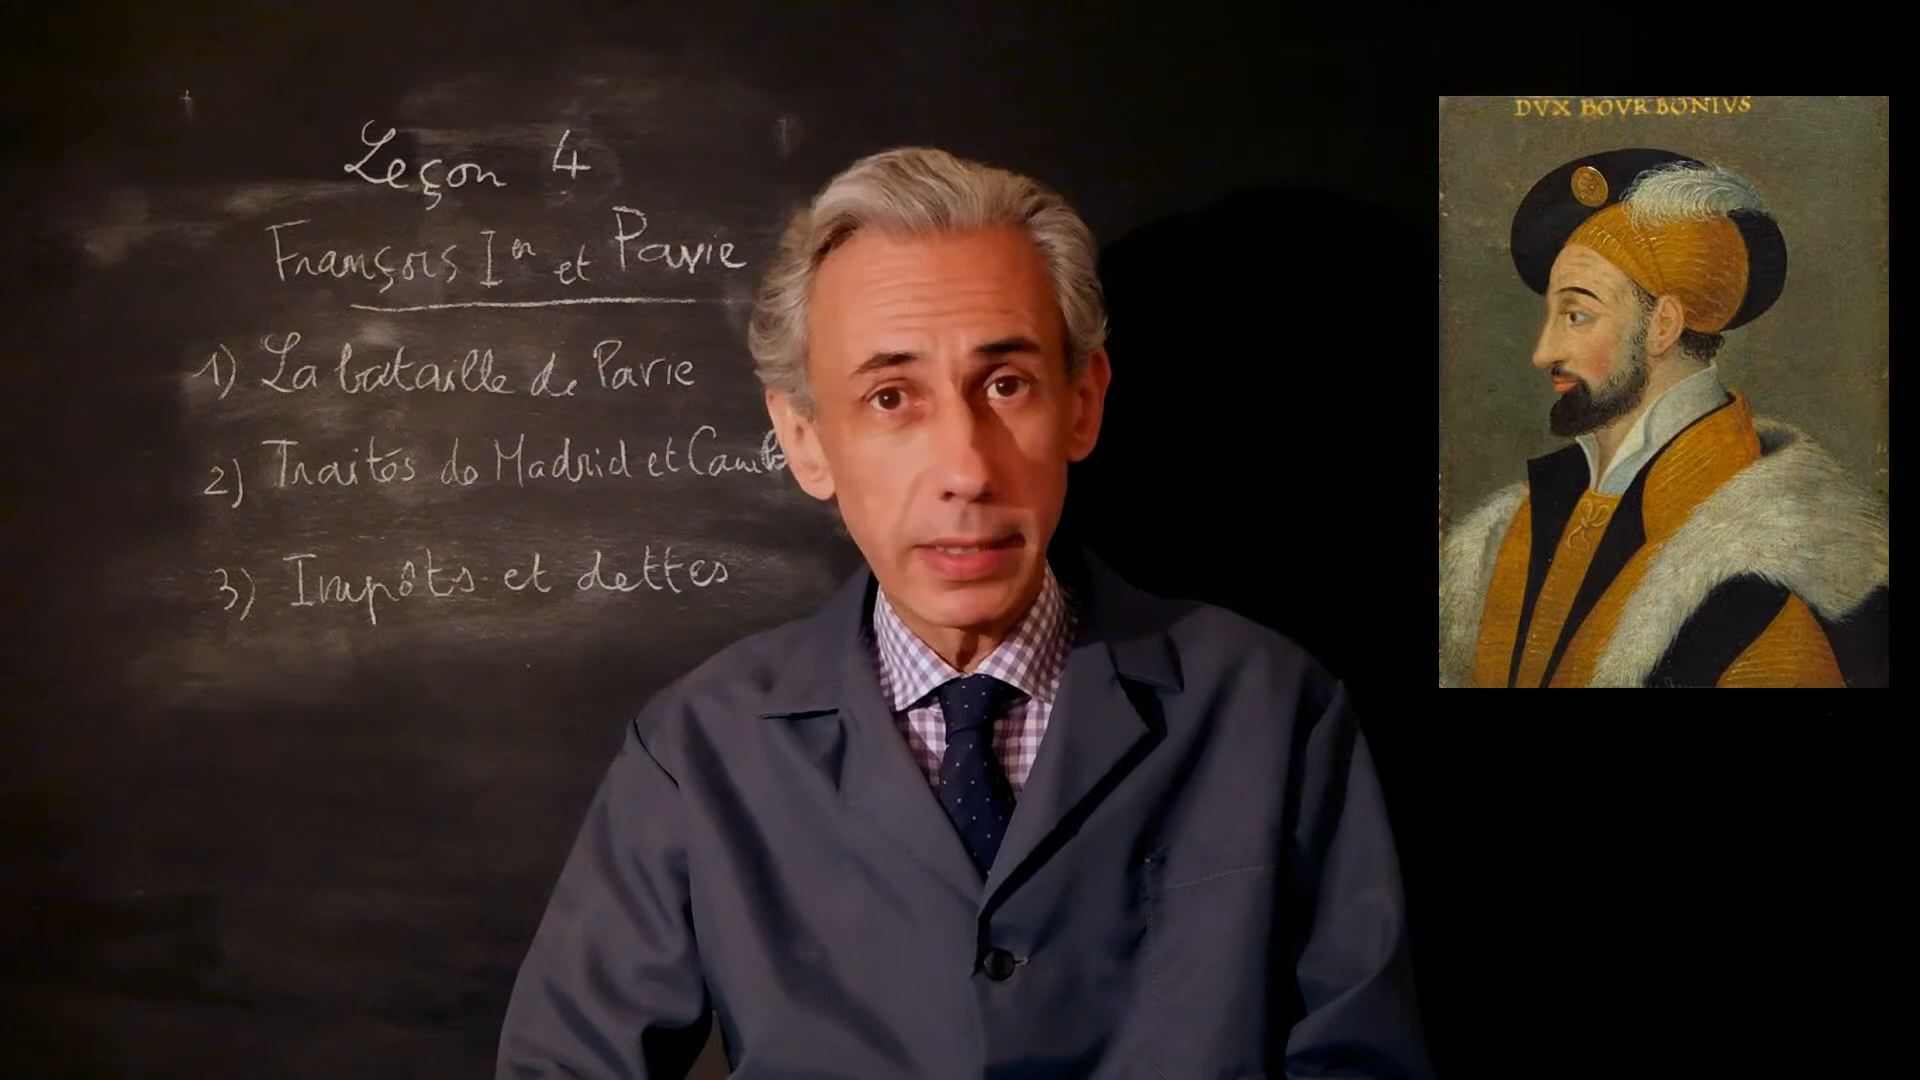 Leçon 4
François Ier et Pavie
1) La bataille de Pavie
2) Traités de Madrid et Camb
3) Impôts et dettes
DVX BOVRBONIVS